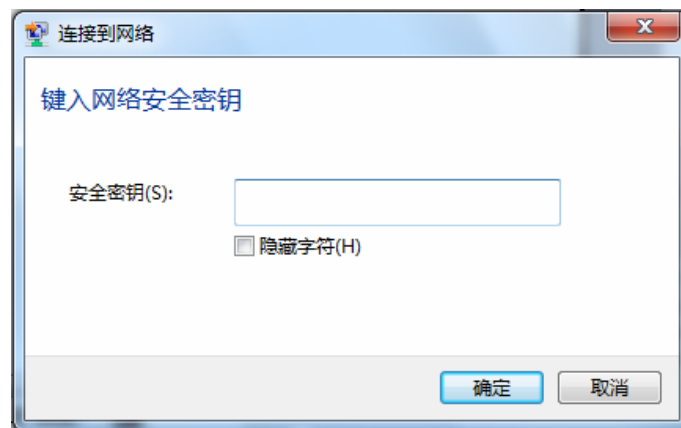 连接到网络
键入网络安全密钥
安全密钥(S):
隐藏字符(H)
确定
取消